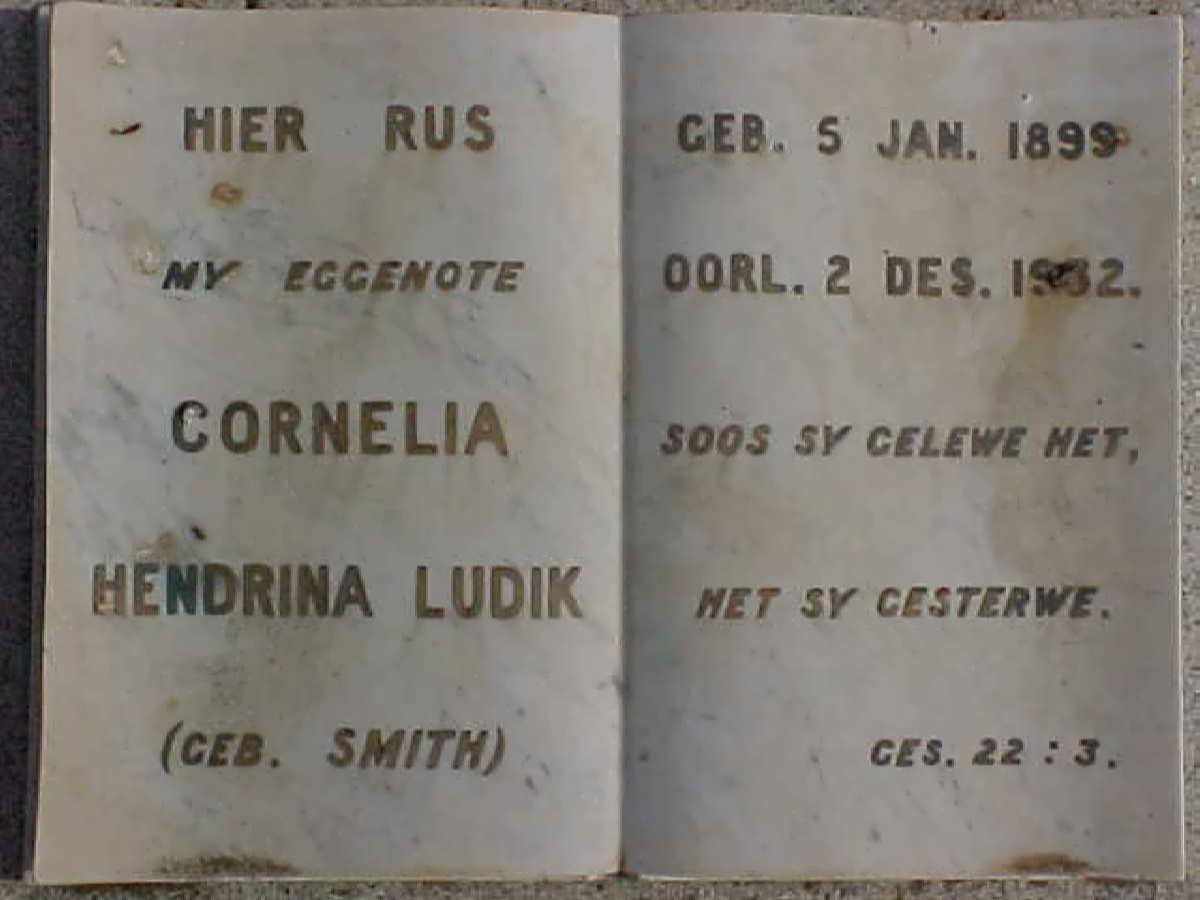 HIER RUS
MY EGGENOTE
CORNELIA
HENDRINA LUDIK
(GEB. SMITH)
GEB. 5 JAN. 1899
OORL. 2 DES.
SOOS SY GELEWE HET,
HET SY GESTERWE.
GES. 22 : 3.